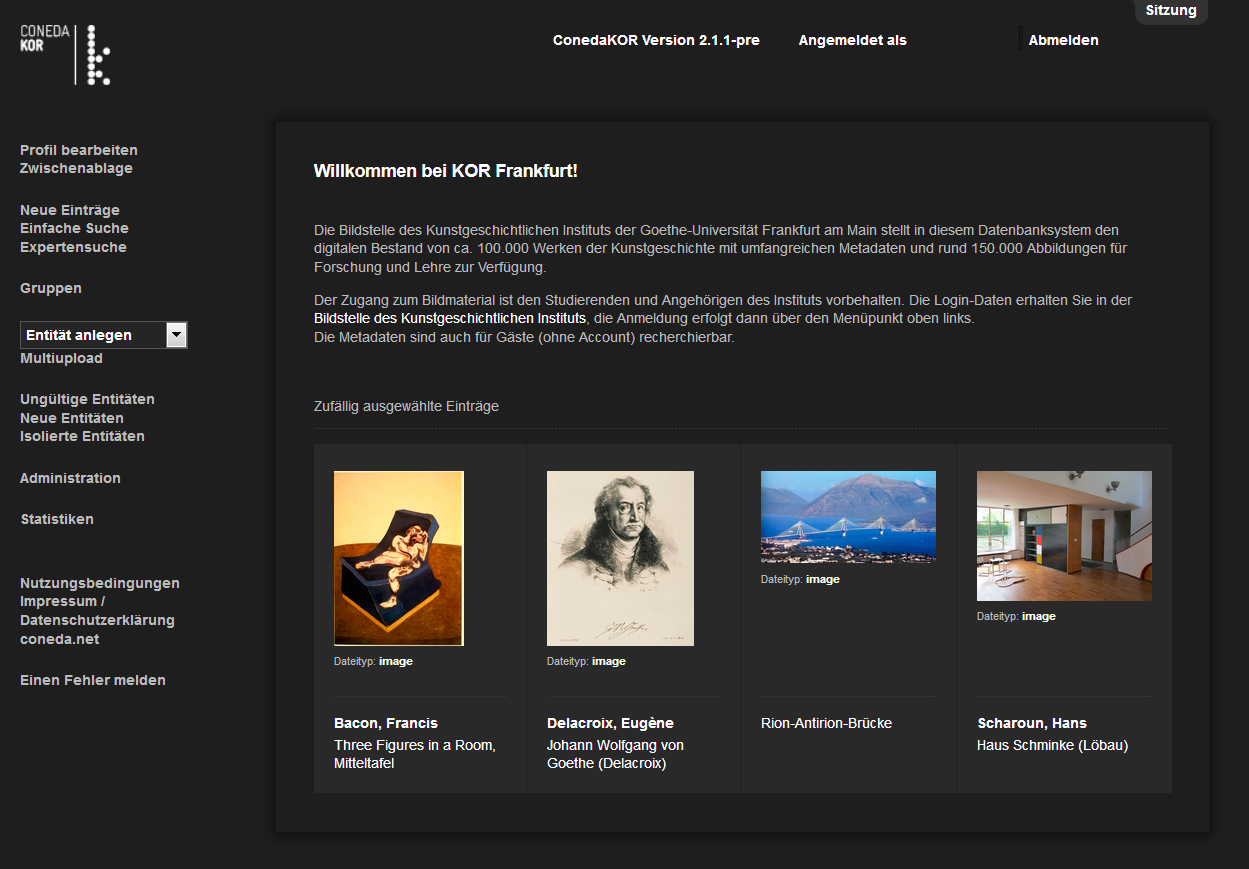 Sitzung
CONEDA
KOR
ConedaKOR Version 2.1.1-pre
Angemeldet als
Abmelden
Profil bearbeiten
Zwischenablage
Neue Einträge
Einfache Suche
Expertensuche
Gruppen
Entität anlegen
Multiupload
Ungültige Entitäten
Neue Entitäten
Isolierte Entitäten
Administration
Statistiken
Nutzungsbedingungen
Impressum /
Datenschutzerklärung
coneda.net
Einen Fehler melden
Willkommen bei KOR Frankfurt!
Die Bildstelle des Kunstgeschichtlichen Instituts der Goethe-Universität Frankfurt am Main stellt in diesem Datenbanksystem den
digitalen Bestand von ca. 100.000 Werken der Kunstgeschichte mit umfangreichen Metadaten und rund 150.000 Abbildungen für
Forschung und Lehre zur Verfügung.
Der Zugang zum Bildmaterial ist den Studierenden und Angehörigen des Instituts vorbehalten. Die Login-Daten erhalten Sie in der
Bildstelle des Kunstgeschichtlichen Instituts, die Anmeldung erfolgt dann über den Menüpunkt oben links.
Die Metadaten sind auch für Gäste (ohne Account) recherchierbar.
Zufällig ausgewählte Einträge
Dateityp: image
Bacon, Francis
Three Figures in a Room,
Mitteltafel
Dateityp: image
Delacroix, Eugène
Johann Wolfgang von
Goethe (Delacroix)
Dateityp: image
Rion-Antirion-Brücke
Dateityp: image
Scharoun, Hans
Haus Schminke (Löbau)